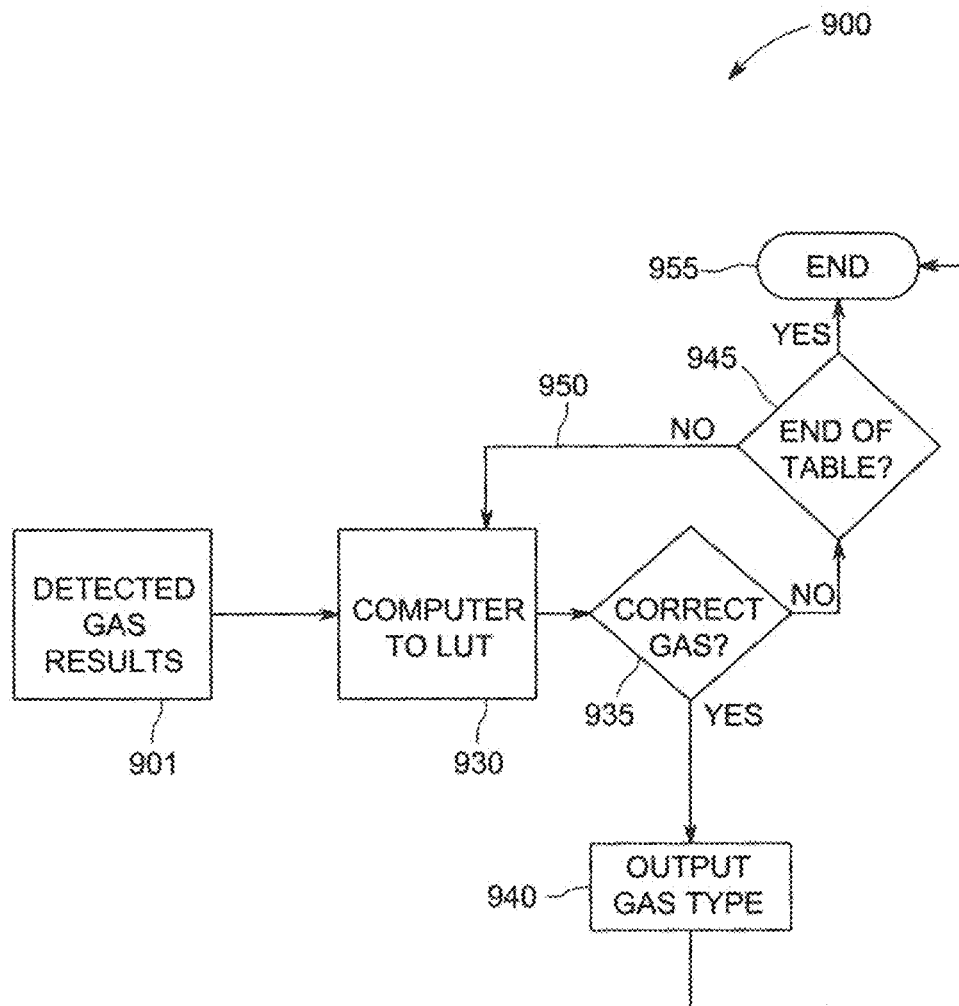 900
955
END
YES
945
950
NO
END OF
TABLE?
DETECTED
GAS
RESULTS
COMPUTER
TO LUT
CORRECT
GAS?
NO
935
YES
901
930
OUTPUT
GAS TYPE
940